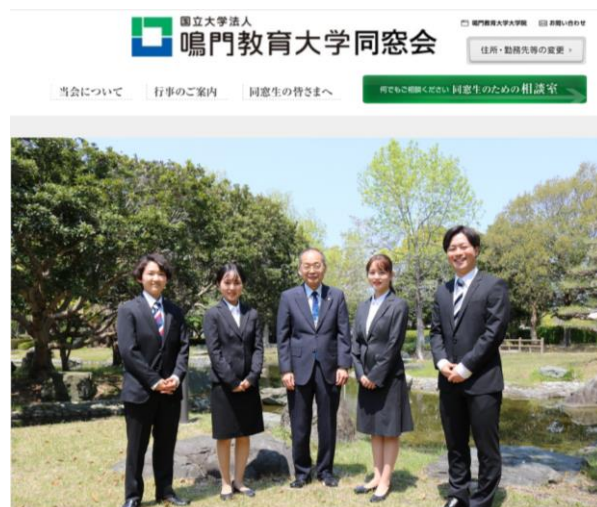 国立大学法人
鳴門教育大学同窓会
鳴門教育大学大学院 お問い合わせ
住所・勤務先等の変更
当会について 行事のご案内 同窓生の皆さまへ
何でもご相談ください 同窓生のための相談室